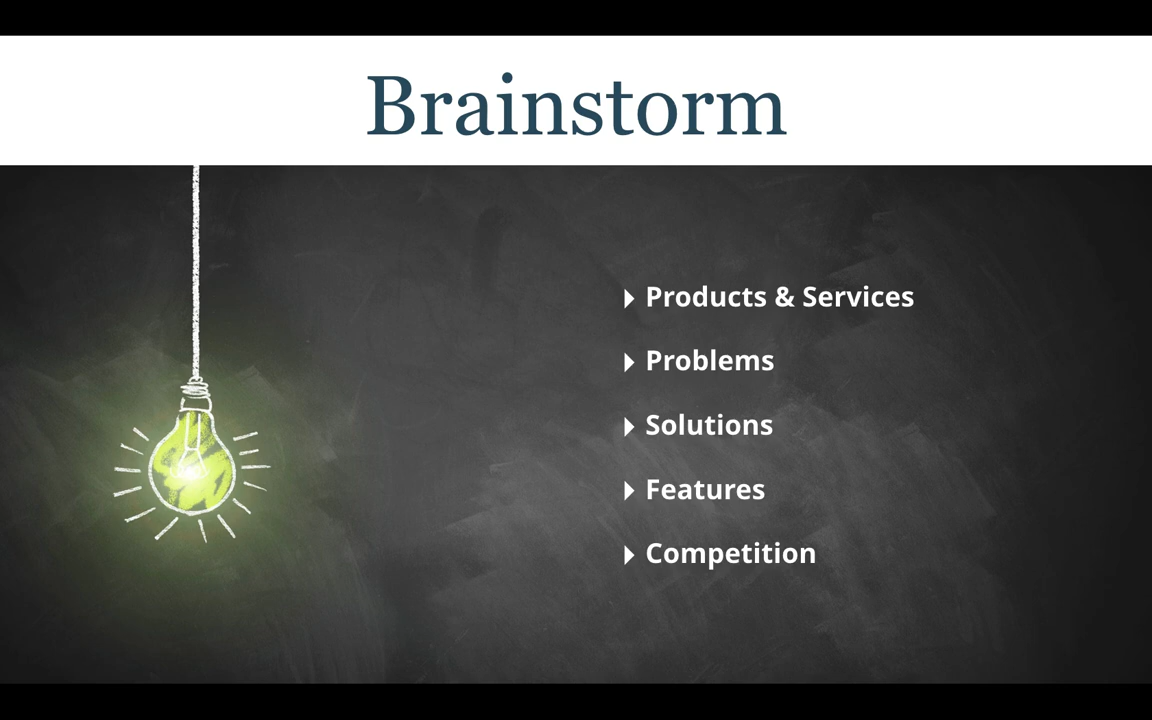 Brainstorm
Products & Services
Problems
Solutions
Features
Competition